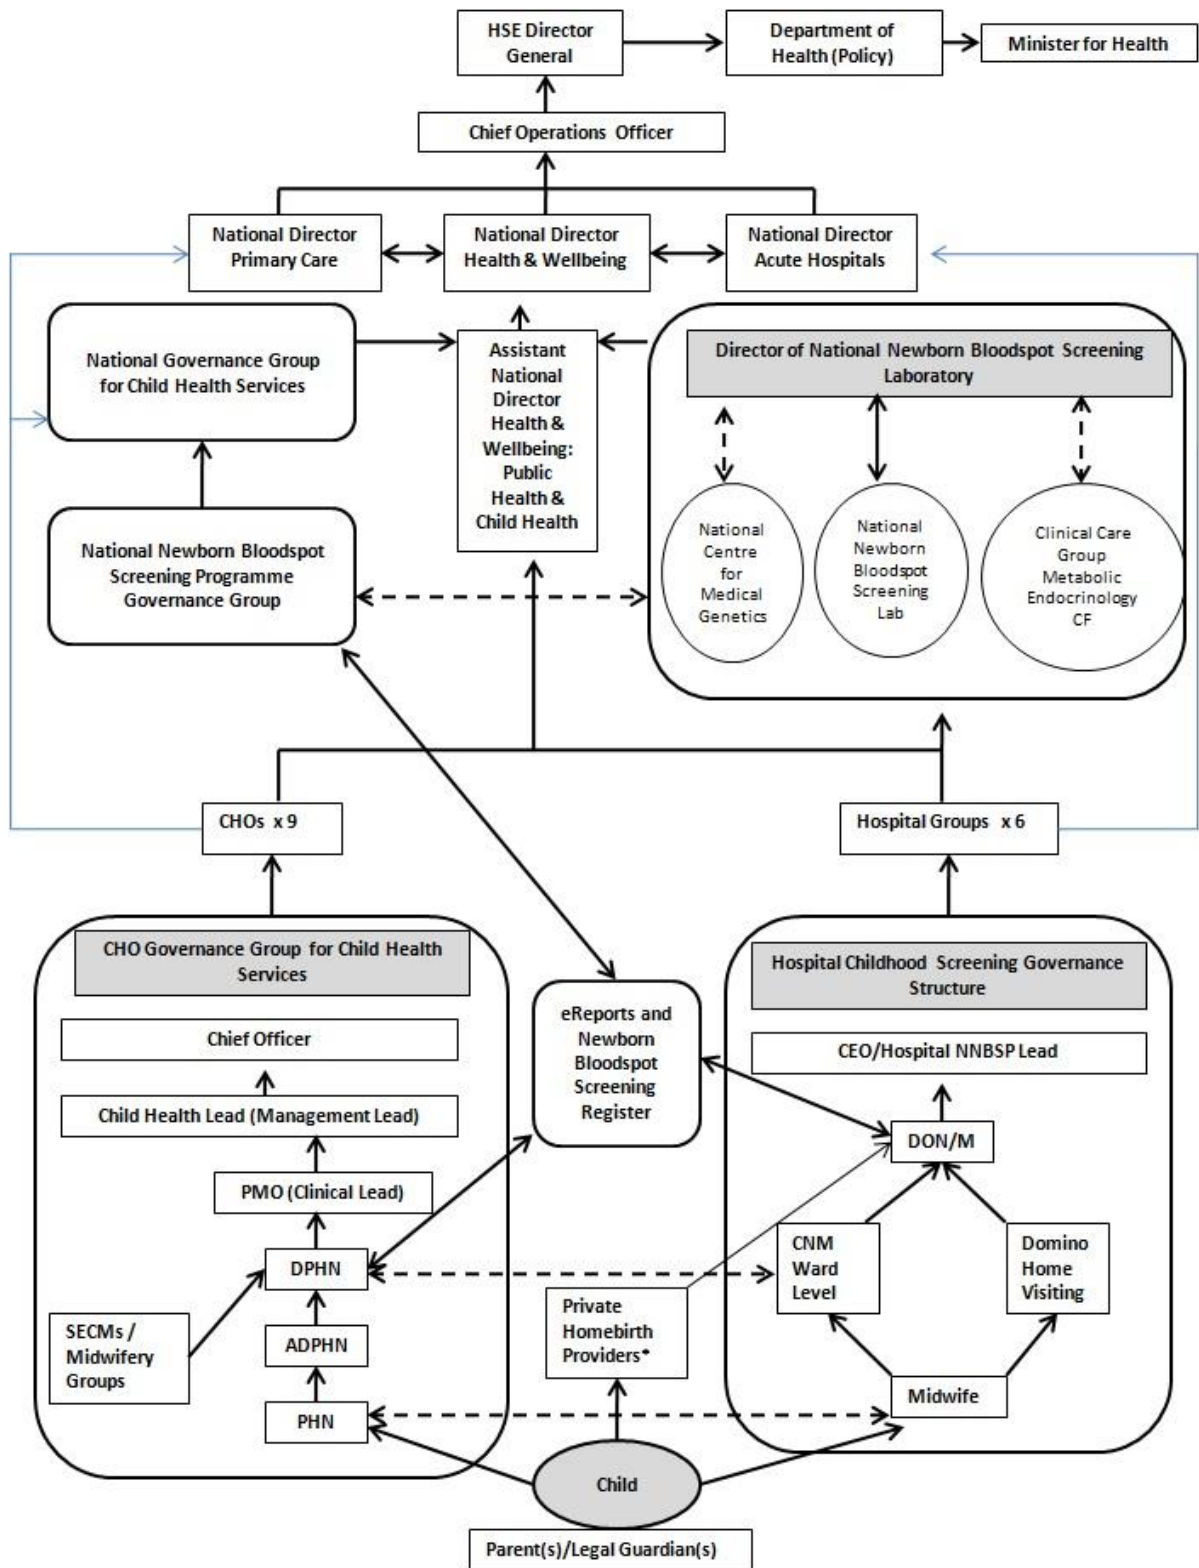 HSE Director
General
Department of
Health (Policy)
Minister for Health
Chief Operations Officer
National Director
Primary Care
National Director
Health & Wellbeing
National Director
Acute Hospitals
National Governance Group
for Child Health Services
Assistant
National
Director
Health &
Wellbeing:
Public
Health &
Child Health
Director of National Newborn Bloodspot Screening
Laboratory
National Newborn Bloodspot
Screening Programme
Governance Group
National
Centre
for
Medical
Genetics
National
Newborn
Bloodspot
Screening
Lab
Clinical Care
Group
Metabolic
Endocrinology
CF
CHOs x 9
Hospital Groups x 6
CHO Governance Group for Child Health
Services
Chief Officer
Child Health Lead (Management Lead)
PMO (Clinical Lead)
DPHN
SECMs /
Midwifery
Groups
ADPHN
PHN
eReports and
Newborn
Bloodspot
Screening
Register
Hospital Childhood Screening Governance
Structure
CEO/Hospital NNBSP Lead
DON/M
CNM
Ward
Level
Domino
Home
Visiting
Private
Homebirth
Providers*
Midwife
Child
Parent(s)/Legal Guardian(s)